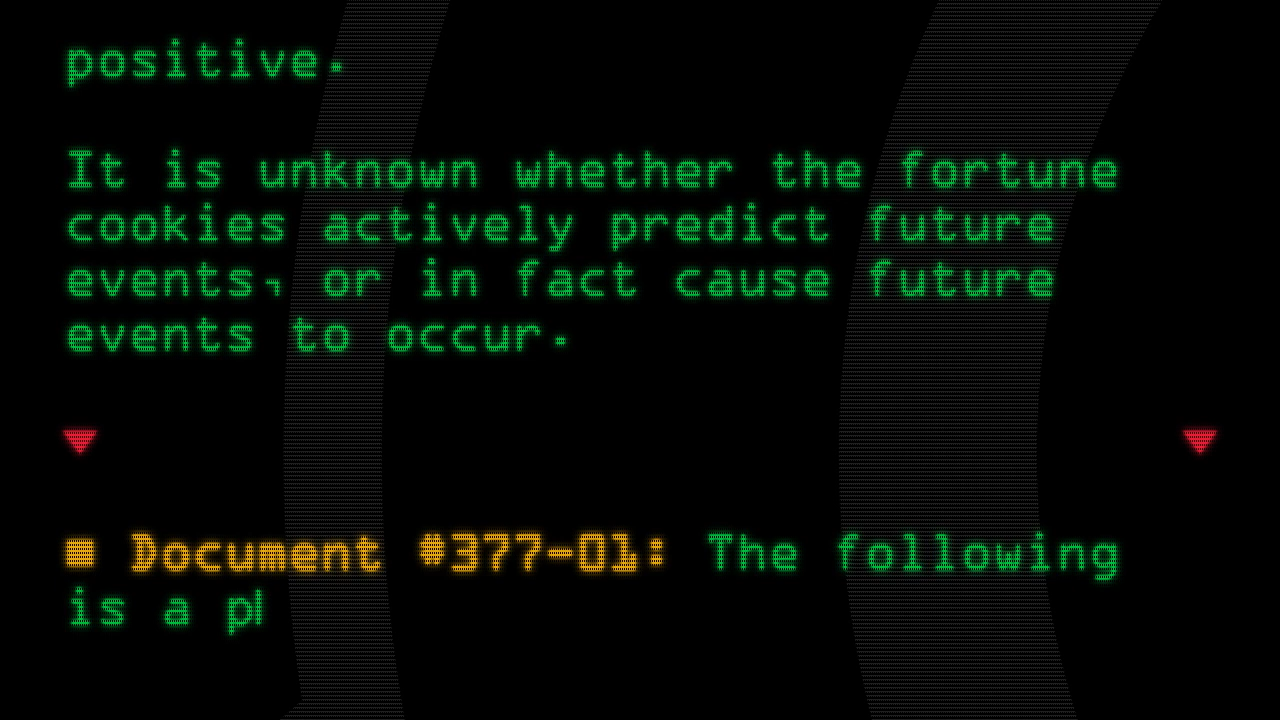 positive.
It is unknown whether the fortune
cookies actively predict future
events, or in fact cause future
events to occur.
■ Document #377-01: The following
is a p